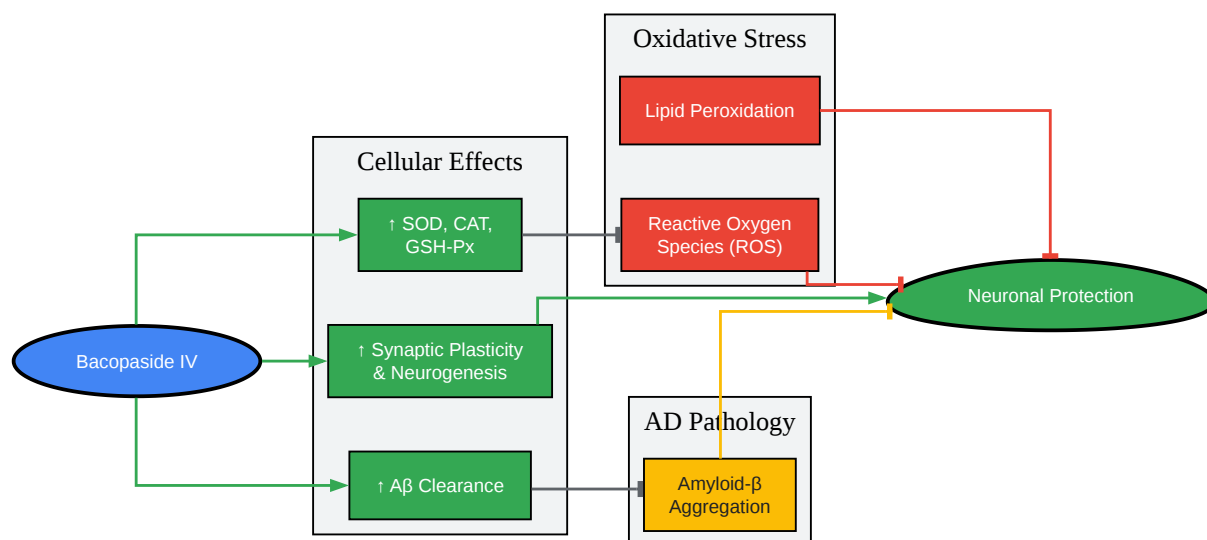 Oxidative Stress
Lipid Peroxidation
Cellular Effects
↑ SOD, CAT,
GSH-Px
Reactive Oxygen
Species (ROS)
Neuronal Protection
Bacopaside IV
↑ Synaptic Plasticity
& Neurogenesis
AD Pathology
↑ Aβ Clearance
Amyloid-β
Aggregation